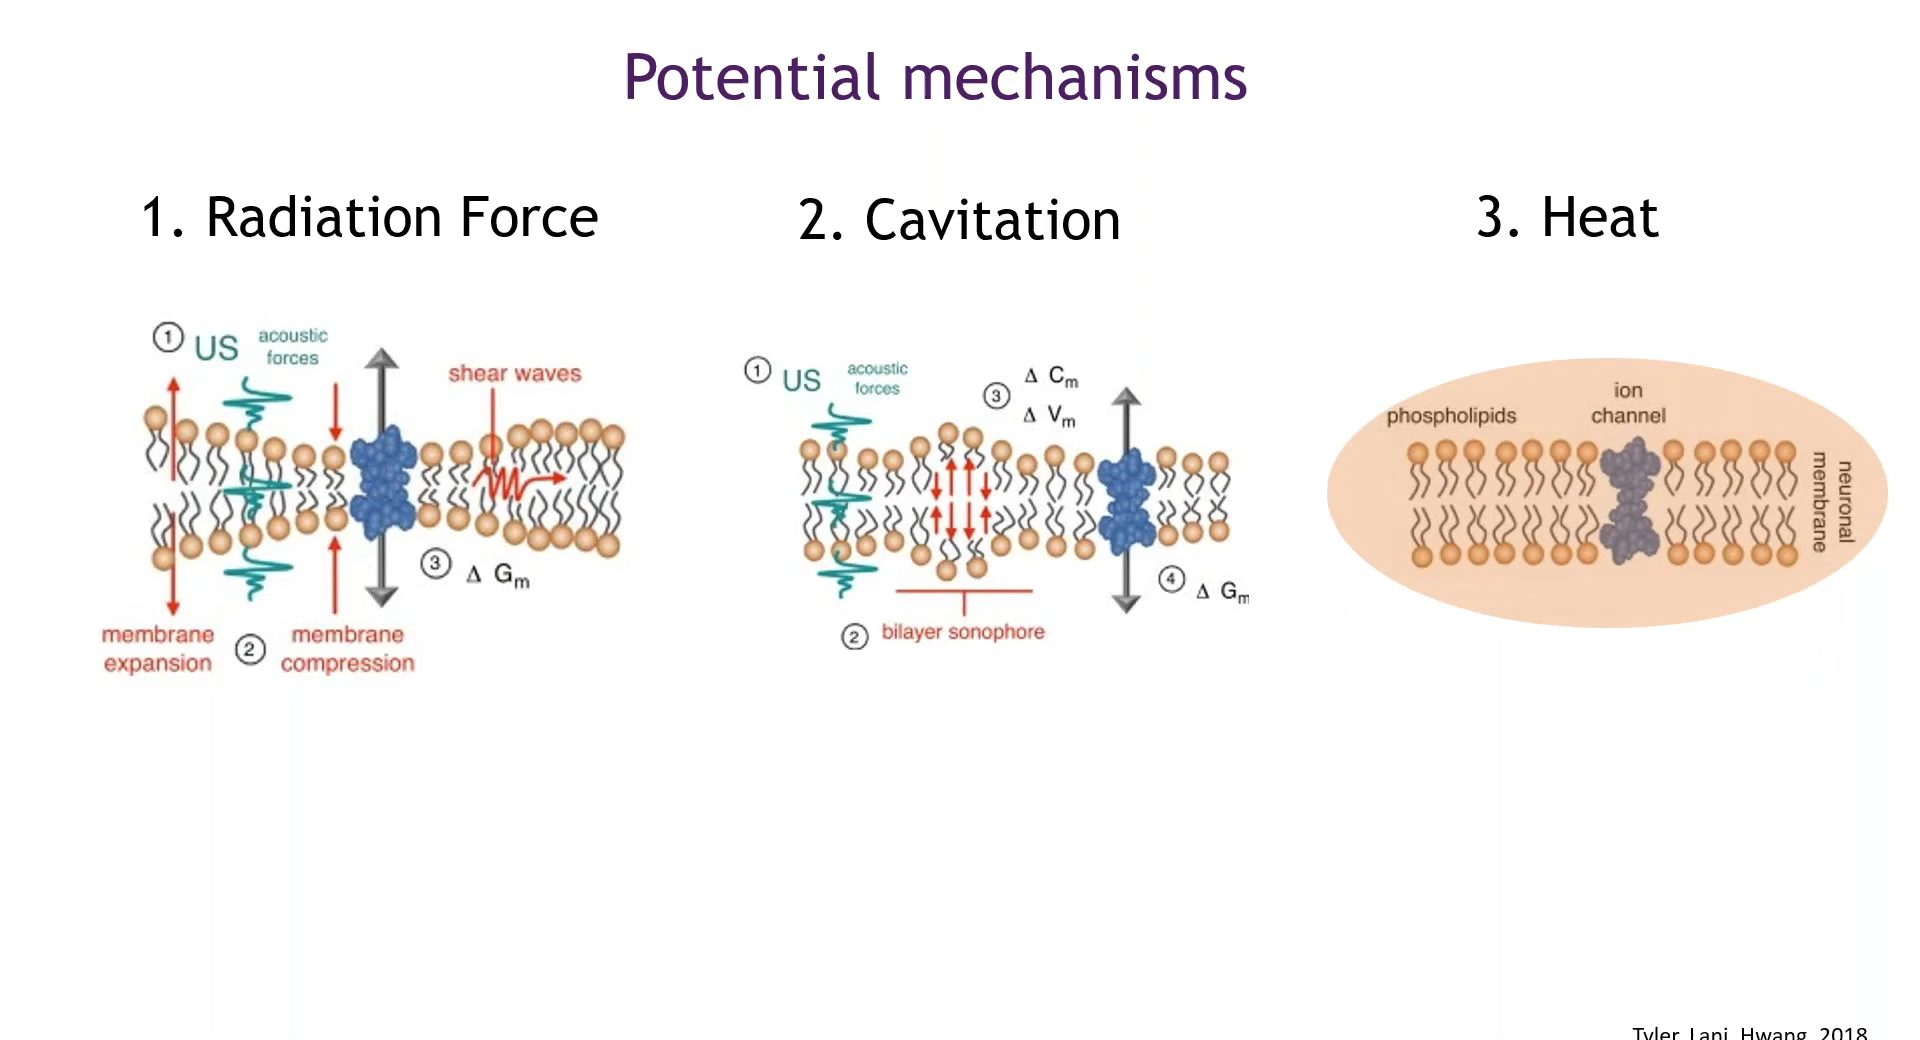 Potential mechanisms
1. Radiation Force
2. Cavitation
3. Heat
1
US
acoustic
forces
shear waves
3
Δ Gm
membrane
expansion
2
membrane
compression
1
US
acoustic
forces
3
Δ Cm
Δ Vm
4
Δ Gm
2
bilayer sonophore
phospholipids
ion
channel
neuronal
membrane
Tyler, Lani, Hwang, 2018